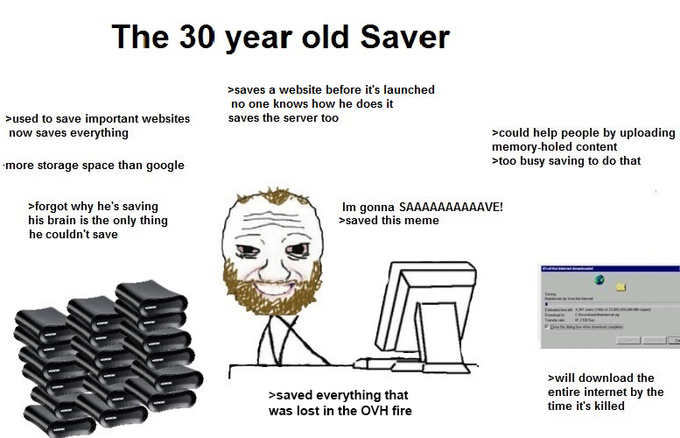 The 30 year old Saver
>saves a website before it's launched
no one knows how he does it
saves the server too
>used to save important websites
now saves everything
>could help people by uploading
memory-holed content
>too busy saving to do that
more storage space than google
>forgot why he's saving
his brain is the only thing
he couldn't save
Im gonna SAAAAAAAAAAVE!
>saved this meme
>saved everything that
was lost in the OVH fire
>will download the
entire internet by the
time it's killed